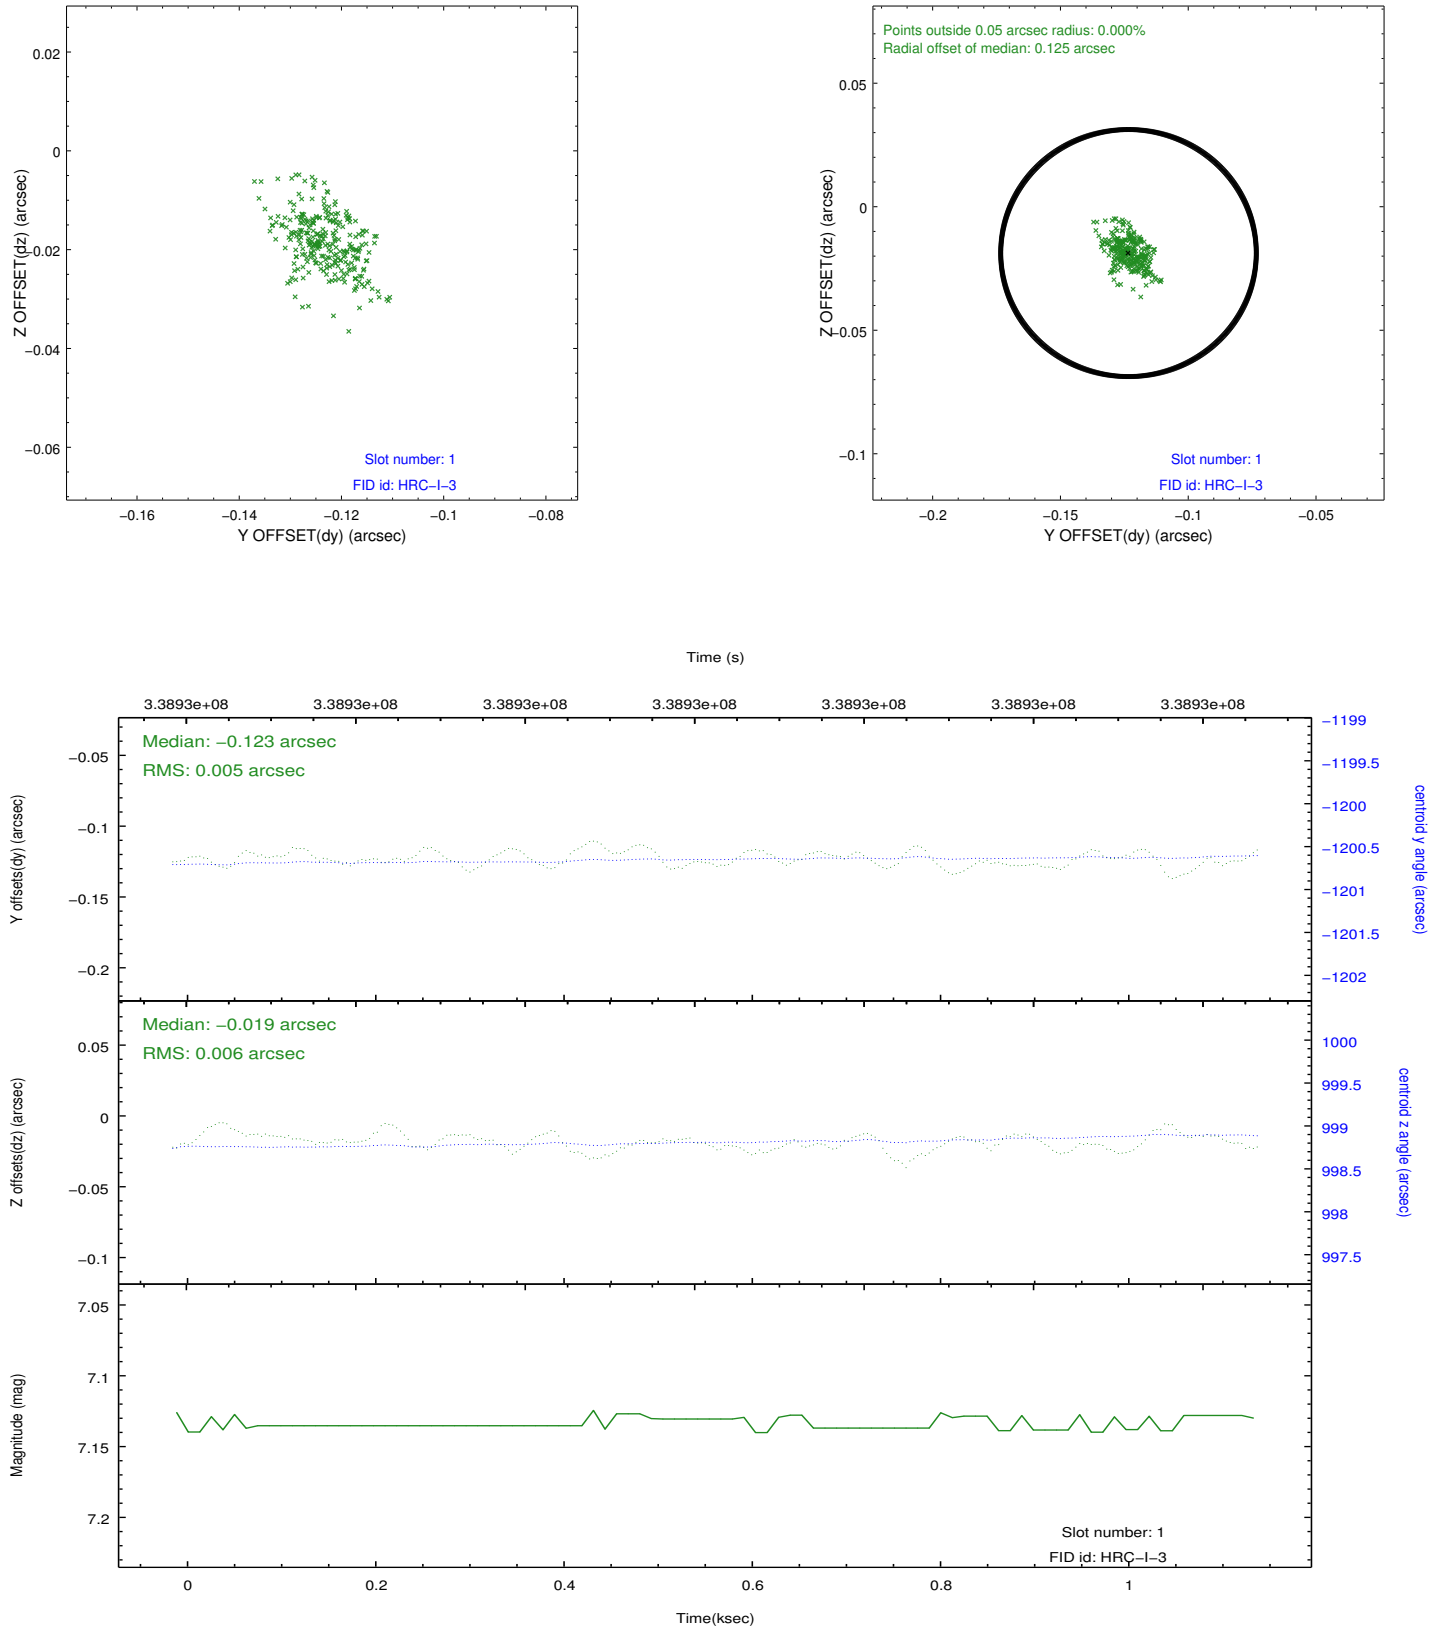 0.02
0
−0.02
−0.04
−0.06
Z OFFSET(dz) (arcsec)
Slot number: 1
FID id: HRC−I−3
−0.16
−0.14
−0.12
−0.1
−0.08
Y OFFSET(dy) (arcsec)
Points outside 0.05 arcsec radius: 0.000%
Radial offset of median: 0.125 arcsec
0.05
0
−0.05
−0.1
Z OFFSET(dz) (arcsec)
Slot number: 1
FID id: HRC−I−3
−0.2
−0.15
−0.1
−0.05
Y OFFSET(dy) (arcsec)
Time (s)
3.3893e+08
3.3893e+08
3.3893e+08
3.3893e+08
3.3893e+08
3.3893e+08
3.3893e+08
Median: −0.123 arcsec
RMS: 0.005 arcsec
−0.05
−0.1
−0.15
−0.2
Y offsets(dy) (arcsec)
−1199
−1199.5
−1200
−1200.5
−1201
−1201.5
−1202
centroid y angle (arcsec)
Median: −0.019 arcsec
RMS: 0.006 arcsec
0.05
0
−0.05
−0.1
Z offsets(dz) (arcsec)
1000
999.5
999
998.5
998
997.5
centroid z angle (arcsec)
7.05
7.1
7.15
7.2
Magnitude (mag)
Slot number: 1
FID id: HRC−I−3
0
0.2
0.4
0.6
0.8
1
Time(ksec)